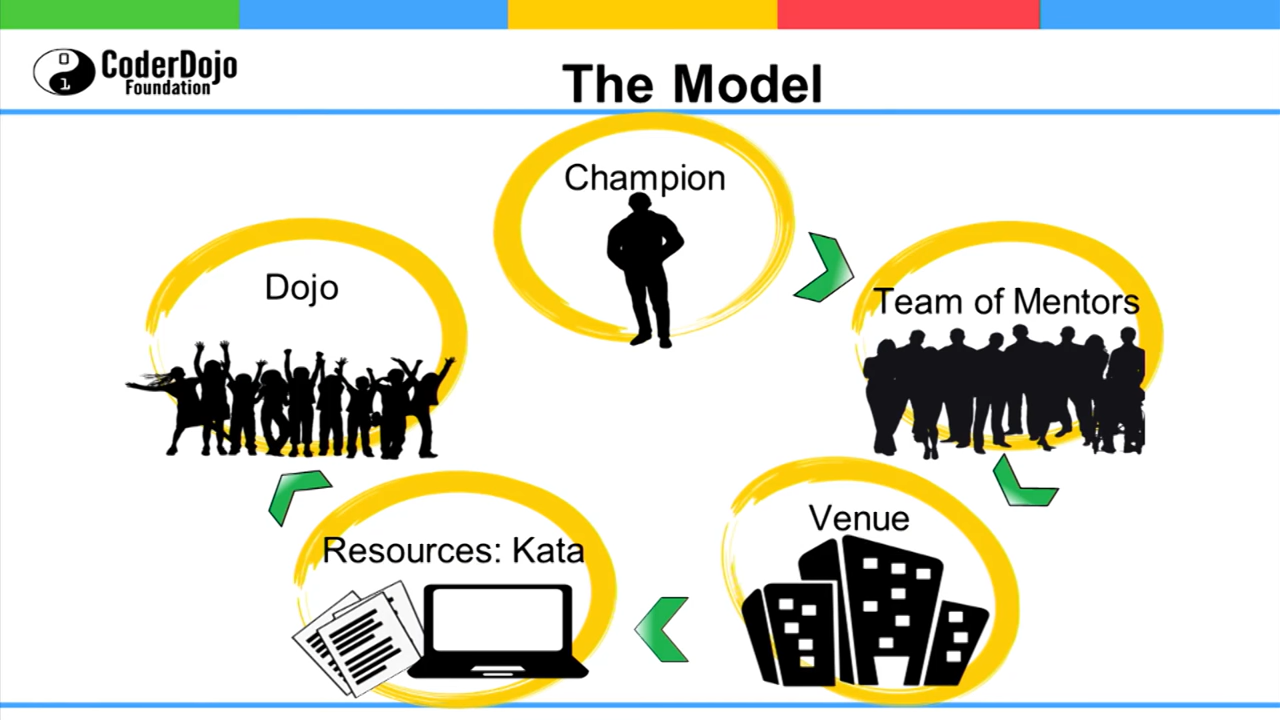 CoderDojo
Foundation
The Model
Champion
Dojo
Team of Mentors
Venue
Resources: Kata